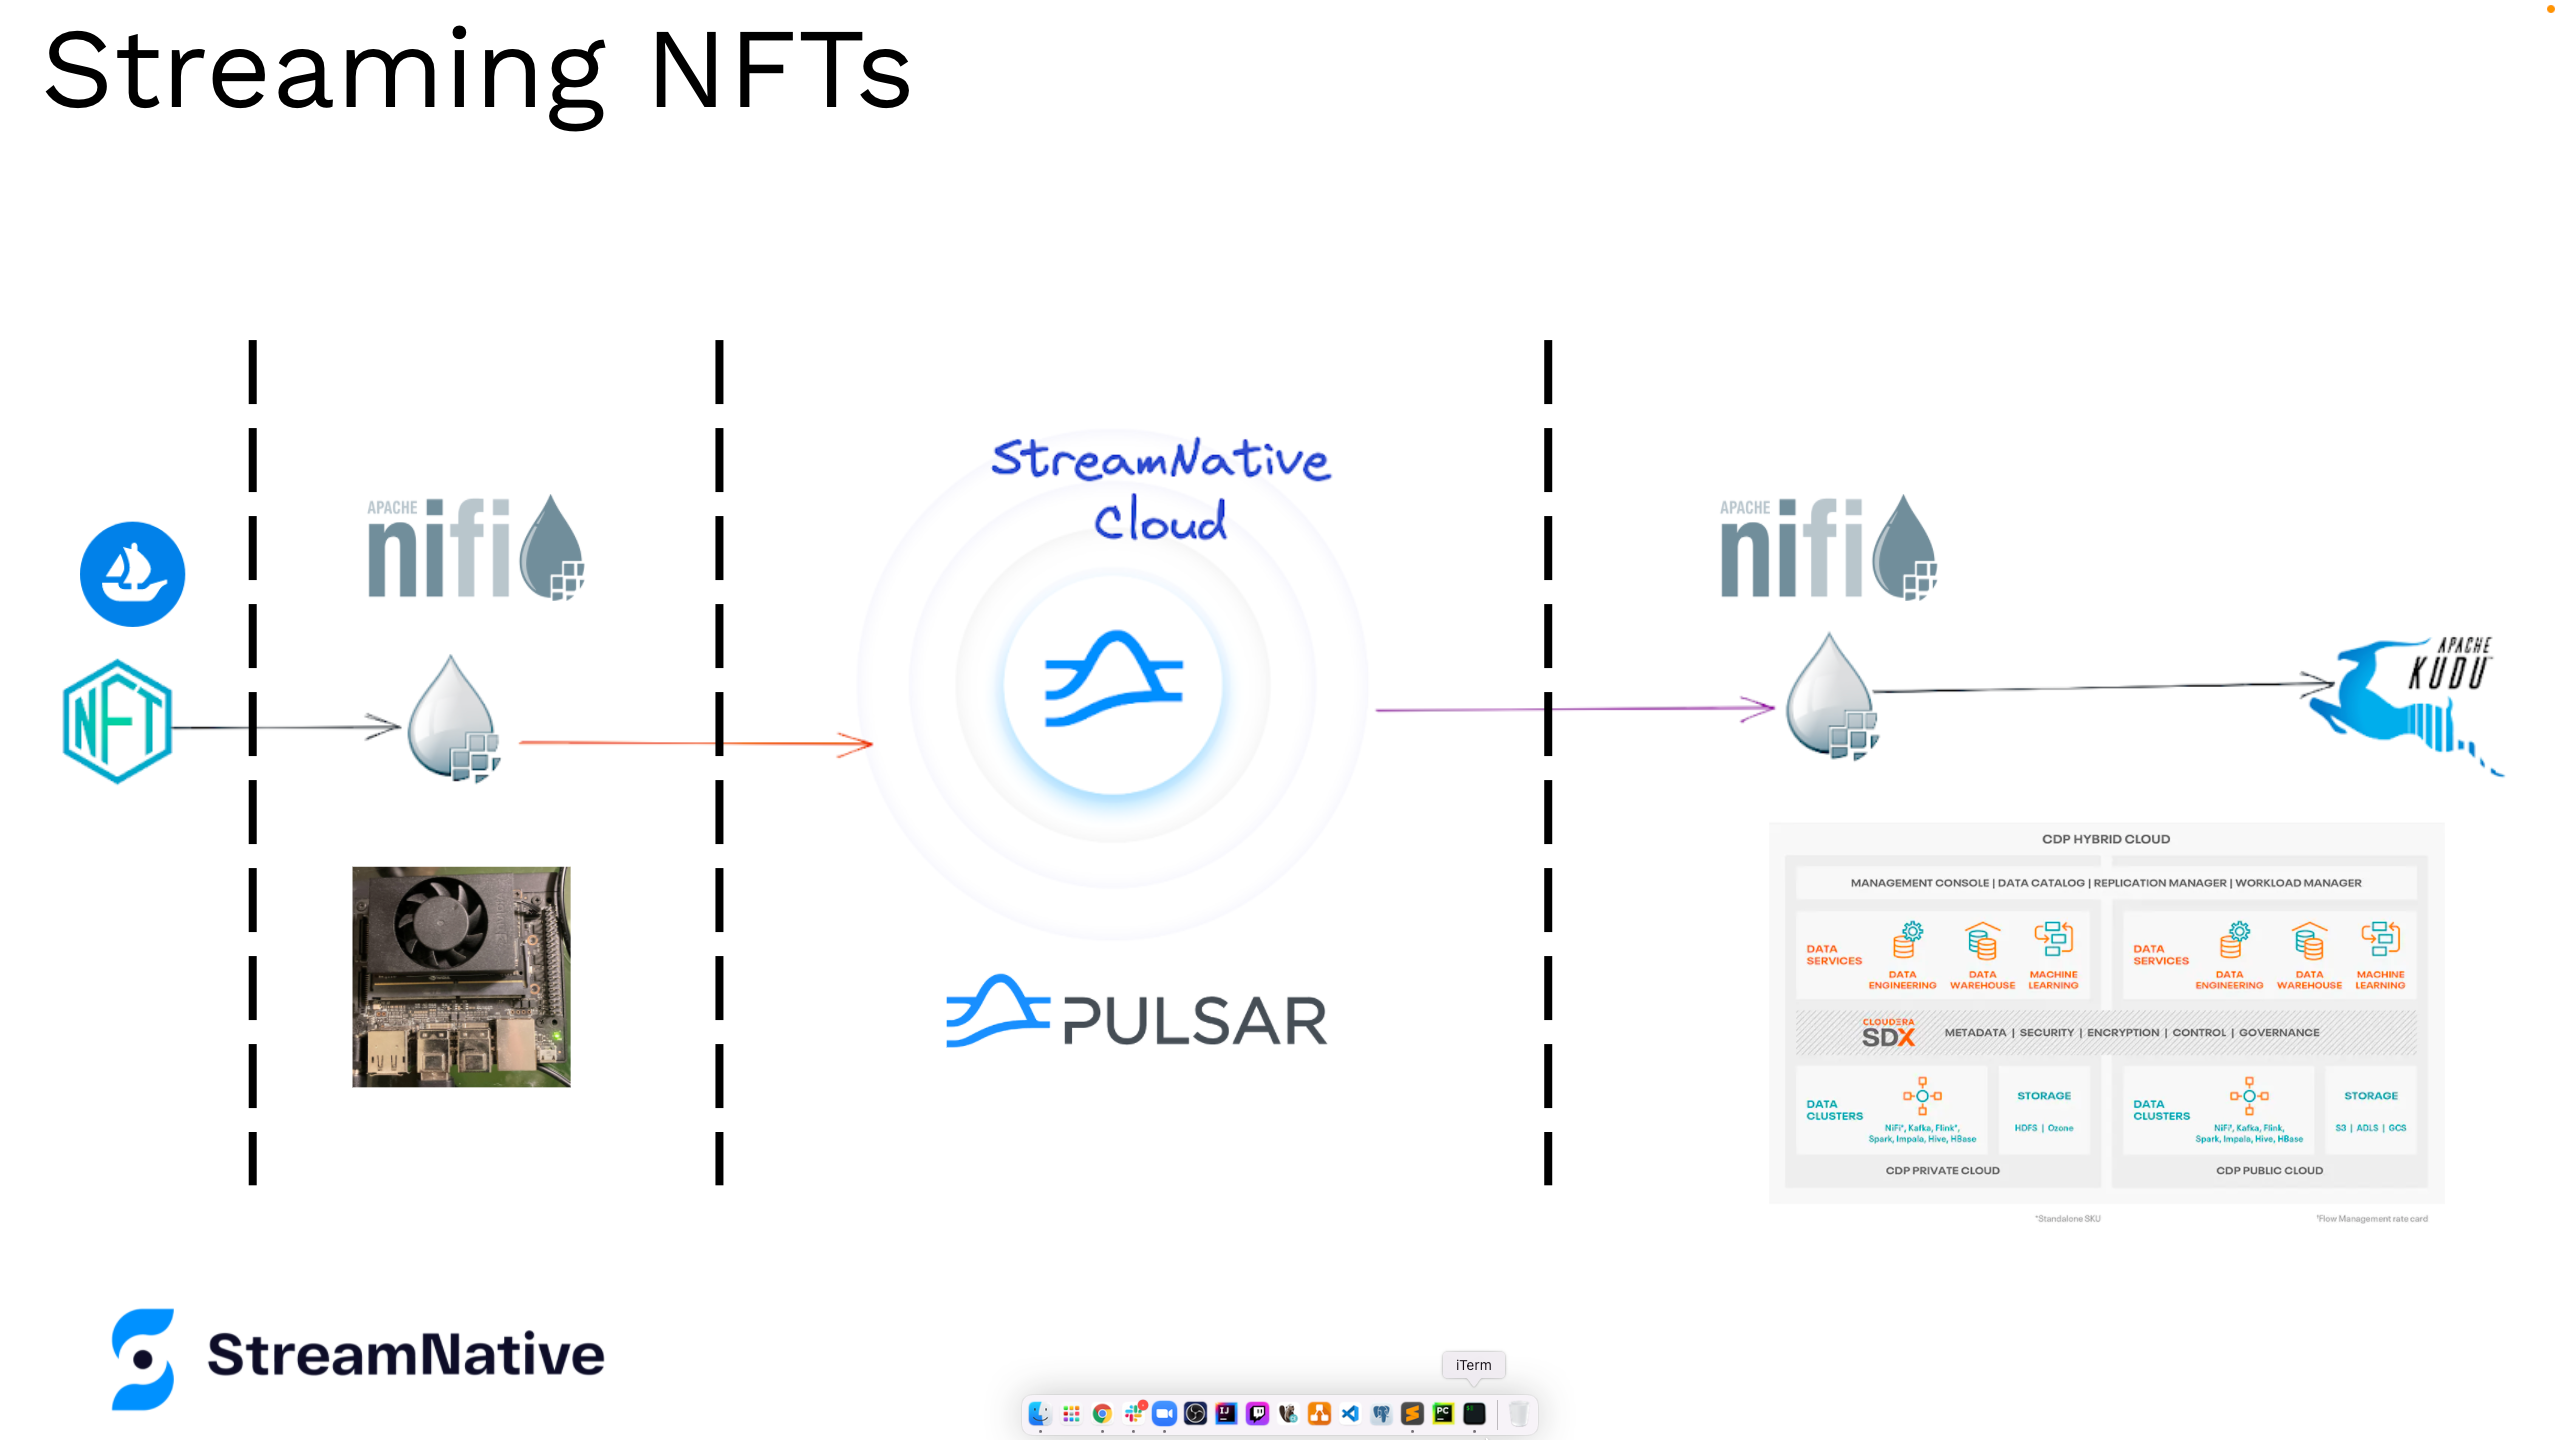 Streaming NFTs
APACHE
nifi
NFT
StreamNative
Cloud
PULSAR
APACHE
nifi
APACHE
KUDU
CDP HYBRID CLOUD
MANAGEMENT CONSOLE | DATA CATALOG | REPLICATION MANAGER | WORKLOAD MANAGER
DATA
SERVICES
DATA
ENGINEERING
DATA
WAREHOUSE
MACHINE
LEARNING
DATA
SERVICES
DATA
ENGINEERING
DATA
WAREHOUSE
MACHINE
LEARNING
CLOUDERA
SDX
METADATA | SECURITY | ENCRYPTION | CONTROL | GOVERNANCE
DATA
CLUSTERS
NiFi*, Kafka, Flink*,
Spark, Impala, Hive, HBase
STORAGE
HDFS | Ozone
DATA
CLUSTERS
NiFi¹, Kafka, Flink,
Spark, Impala, Hive, HBase
STORAGE
S3 | ADLS | GCS
CDP PRIVATE CLOUD
CDP PUBLIC CLOUD
*Standalone SKU
¹Flow Management rate card
StreamNative
iTerm
IJ
PC